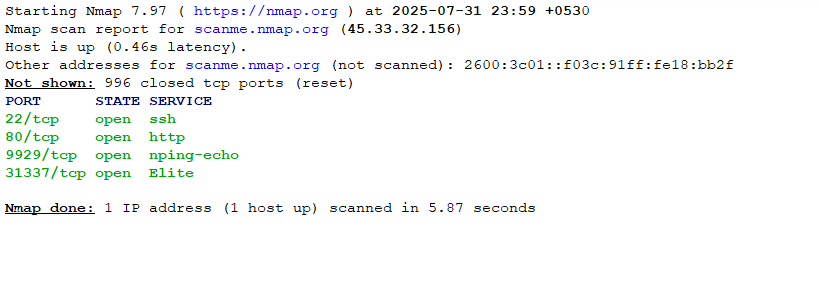 Starting Nmap 7.97 ( https://nmap.org ) at 2025-07-31 23:59 +0530
Nmap scan report for scanme.nmap.org (45.33.32.156)
Host is up (0.46s latency).
Other addresses for scanme.nmap.org (not scanned): 2600:3c01::f03c:91ff:fe18:bb2f
Not shown: 996 closed tcp ports (reset)
PORT      STATE SERVICE
22/tcp    open  ssh
80/tcp    open  http
9929/tcp  open  nping-echo
31337/tcp open  Elite
Nmap done: 1 IP address (1 host up) scanned in 5.87 seconds